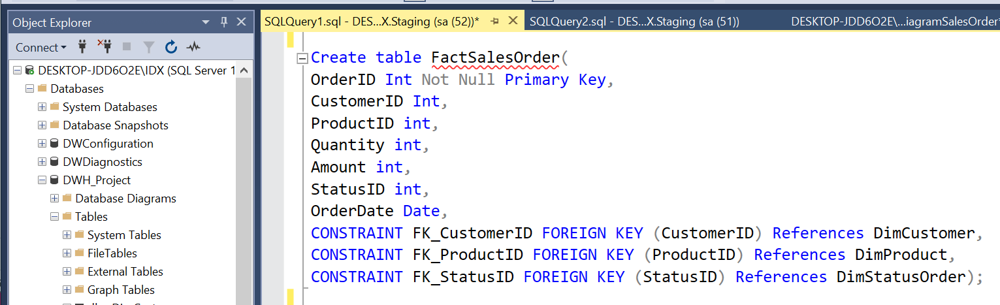 Object Explorer
Connect
DESKTOP-JDD6O2E\IDX (SQL Server 1
Databases
System Databases
Database Snapshots
DWConfiguration
DWDiagnostics
DWH_Project
Database Diagrams
Tables
System Tables
FileTables
External Tables
Graph Tables
SQLQuery1.sql - DES...X.Staging (sa (52))*
SQLQuery2.sql - DES...X.Staging (sa (51))
DESKTOP-JDD6O2E\...iagramSalesOrder*
Create table FactSalesOrder(
OrderID Int Not Null Primary Key,
CustomerID Int,
ProductID int,
Quantity int,
Amount int,
StatusID int,
OrderDate Date,
CONSTRAINT FK_CustomerID FOREIGN KEY (CustomerID) References DimCustomer,
CONSTRAINT FK_ProductID FOREIGN KEY (ProductID) References DimProduct,
CONSTRAINT FK_StatusID FOREIGN KEY (StatusID) References DimStatusOrder);